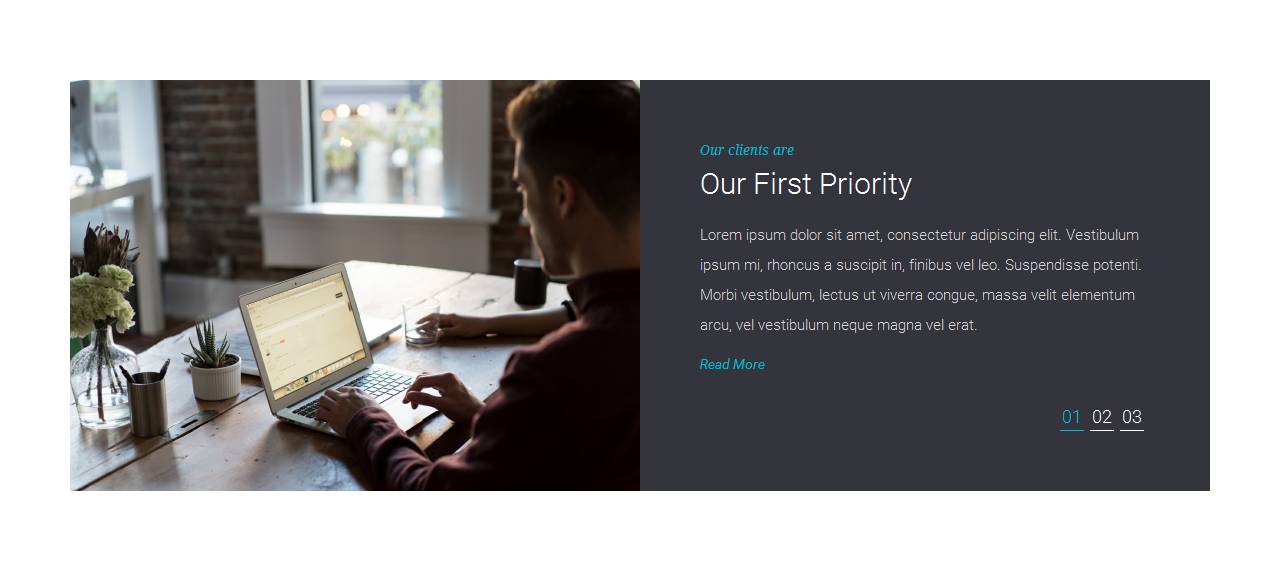 Our clients are
Our First Priority
Lorem ipsum dolor sit amet, consectetur adipiscing elit. Vestibulum
ipsum mi, rhoncus a suscipit in, finibus vel leo. Suspendisse potenti.
Morbi vestibulum, lectus ut viverra congue, massa velit elementum
arcu, vel vestibulum neque magna vel erat.
Read More
01 02 03